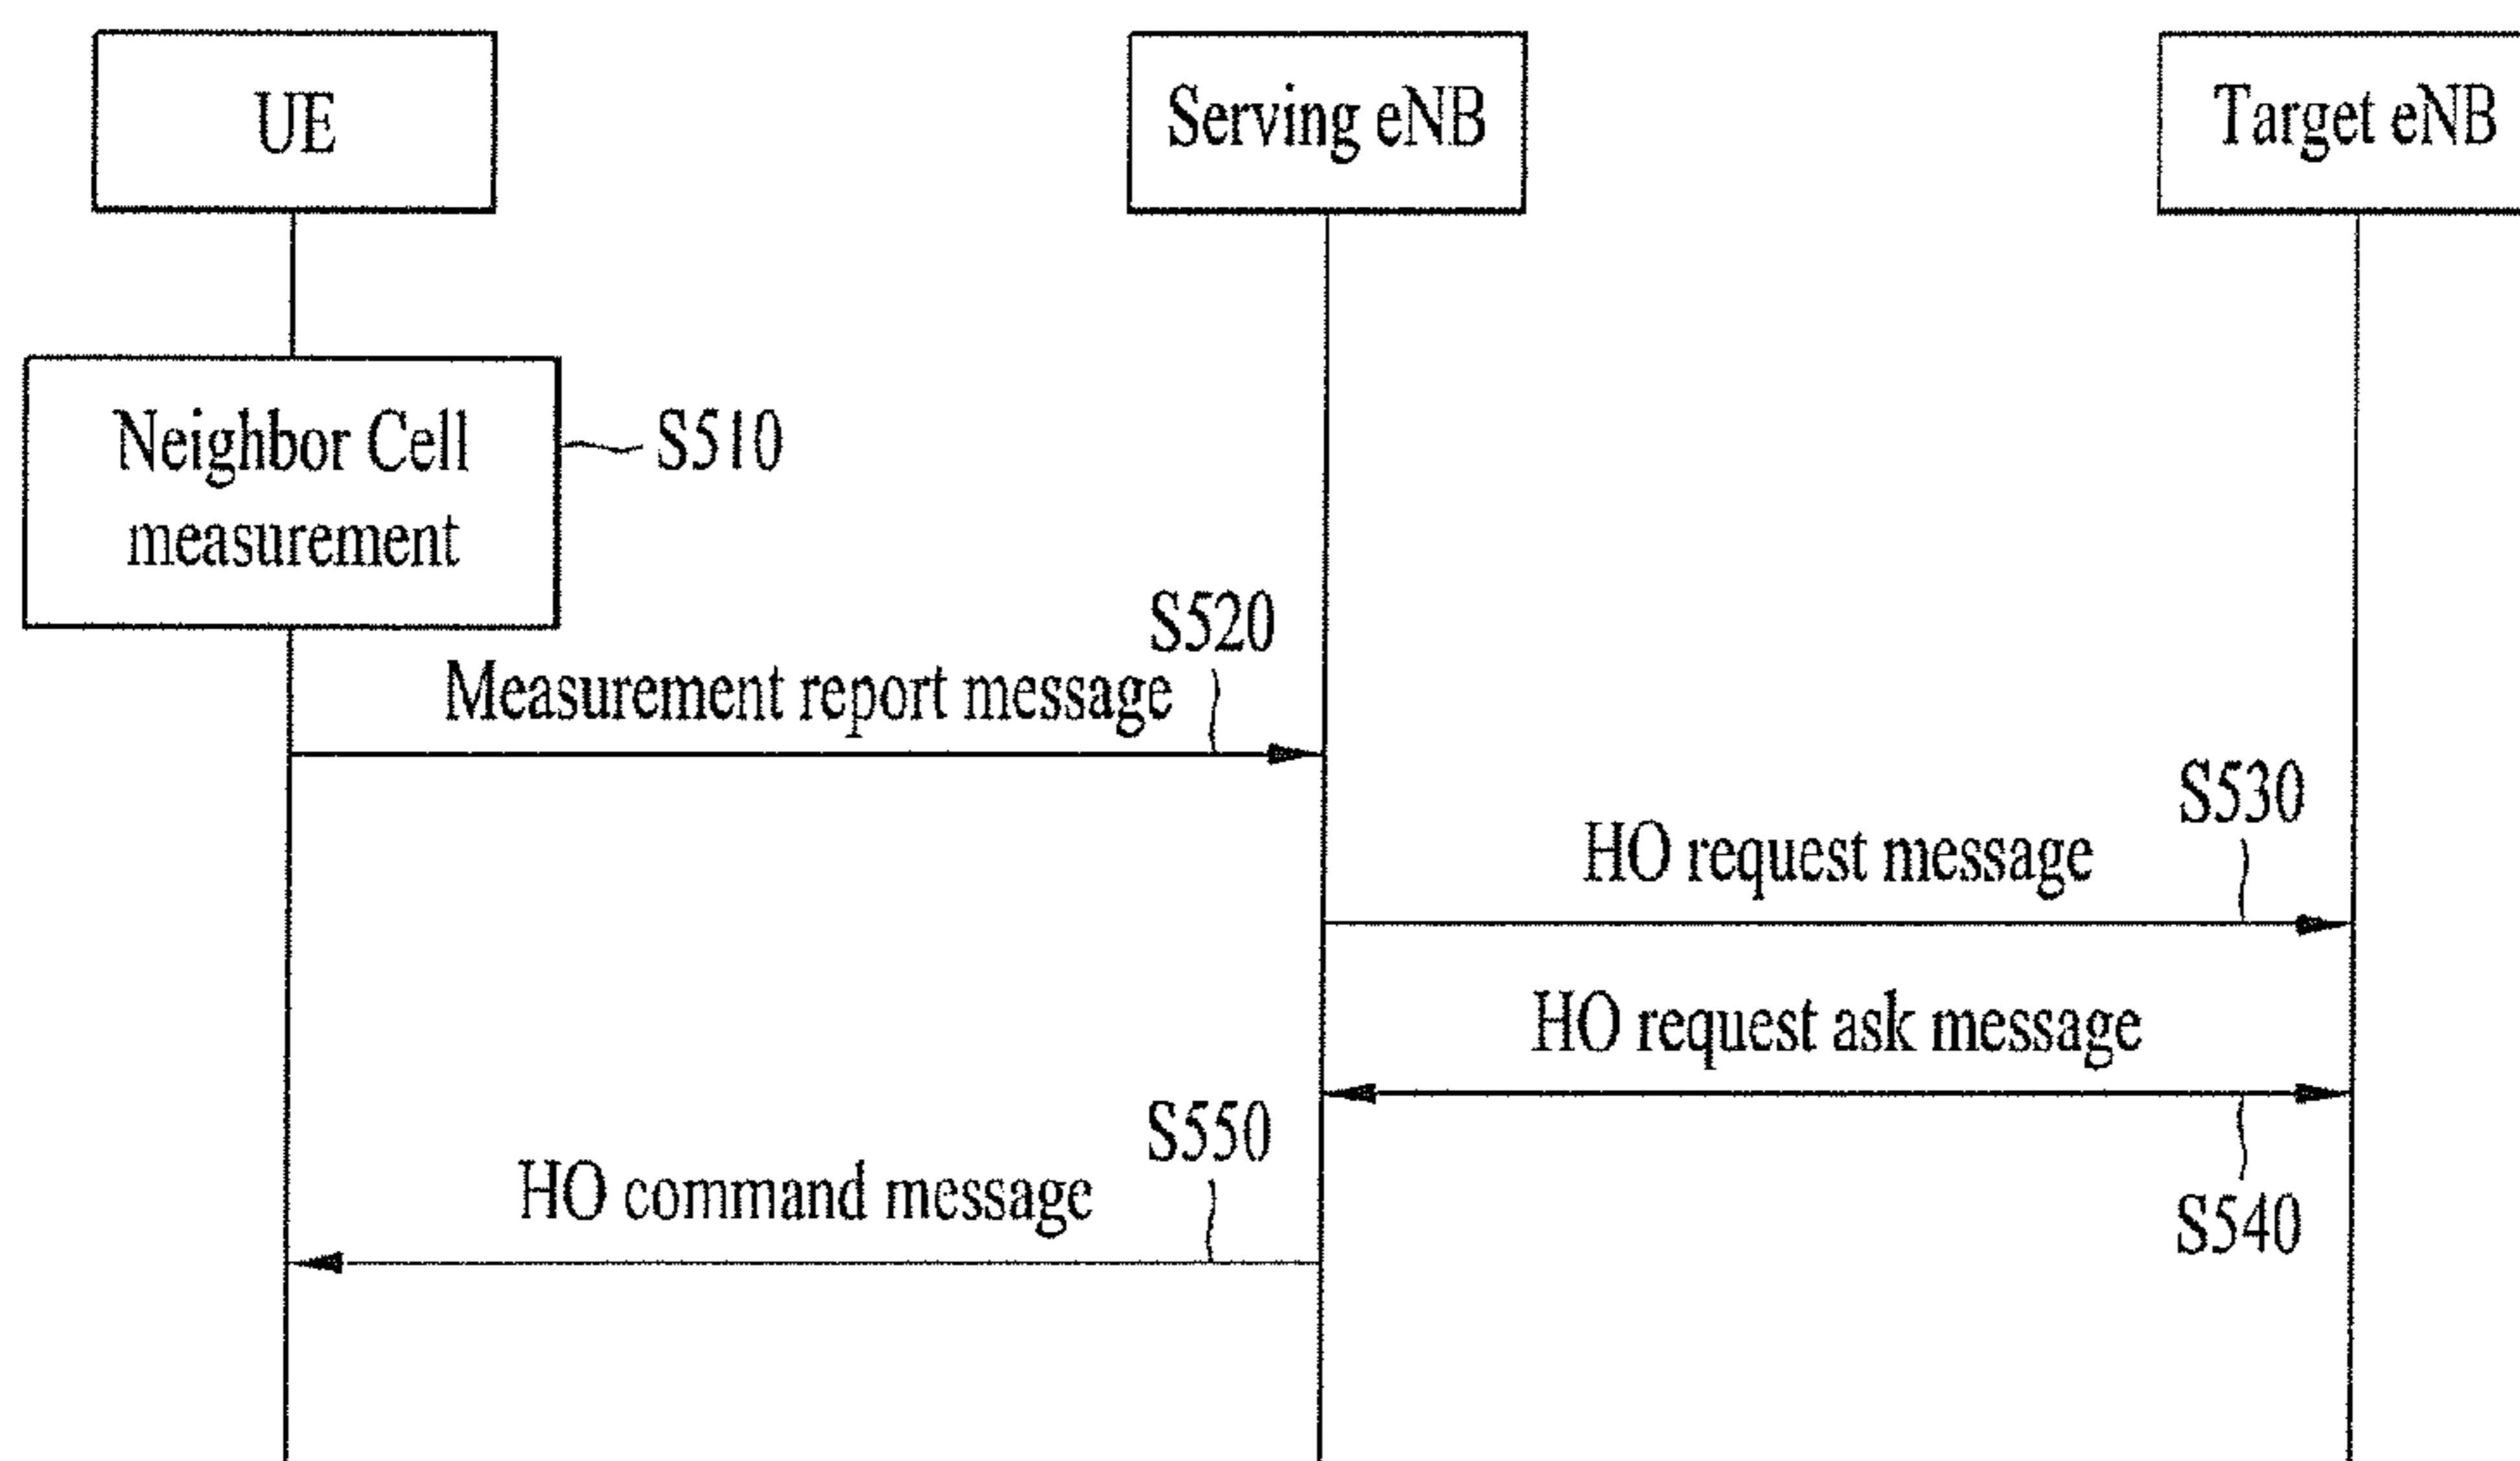 UE
Serving eNB
Target eNB
Neighbor Cell
measurement
S510
S520
Measurement report message
S530
HO request message
HO request ask message
S540
S550
HO command message